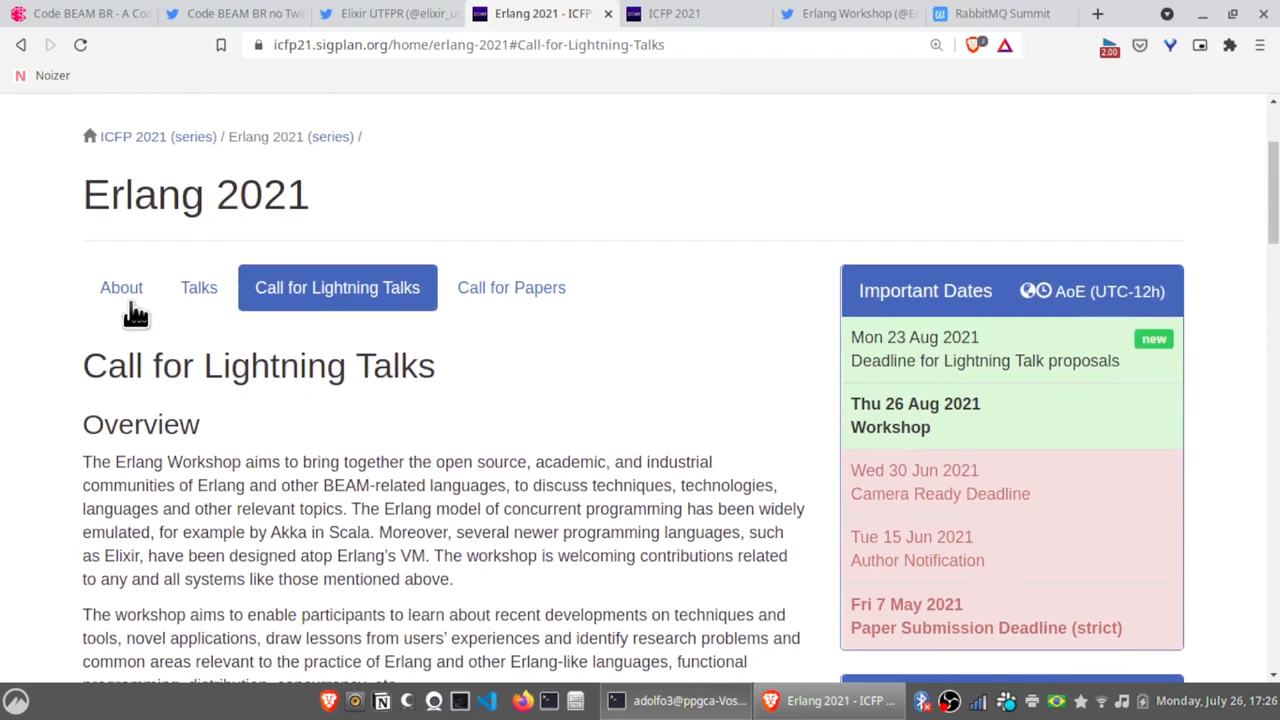 Code BEAM BR - A Cod
Code BEAM BR no Twit
Elixir UTFPR (@elixir_ut
Erlang 2021 - ICFP
ICFP 2021
Erlang Workshop (@Er
RabbitMQ Summit
icfp21.sigplan.org/home/erlang-2021#Call-for-Lightning-Talks
2.00
N Noizer
ICFP 2021 (series) / Erlang 2021 (series) /
Erlang 2021
About
Talks
Call for Lightning Talks
Call for Papers
Call for Lightning Talks
Overview
The Erlang Workshop aims to bring together the open source, academic, and industrial
communities of Erlang and other BEAM-related languages, to discuss techniques, technologies,
languages and other relevant topics. The Erlang model of concurrent programming has been widely
emulated, for example by Akka in Scala. Moreover, several newer programming languages, such
as Elixir, have been designed atop Erlang's VM. The workshop is welcoming contributions related
to any and all systems like those mentioned above.
The workshop aims to enable participants to learn about recent developments on techniques and
tools, novel applications, draw lessons from users' experiences and identify research problems and
common areas relevant to the practice of Erlang and other Erlang-like languages, functional
programming, distribution, concurrency, etc.
Important Dates AoE (UTC-12h)
Mon 23 Aug 2021 new
Deadline for Lightning Talk proposals
Thu 26 Aug 2021
Workshop
Wed 30 Jun 2021
Camera Ready Deadline
Tue 15 Jun 2021
Author Notification
Fri 7 May 2021
Paper Submission Deadline (strict)
adolfo3@ppgca-Vos...
Erlang 2021 - ICFP ...
Monday, July 26, 17:26